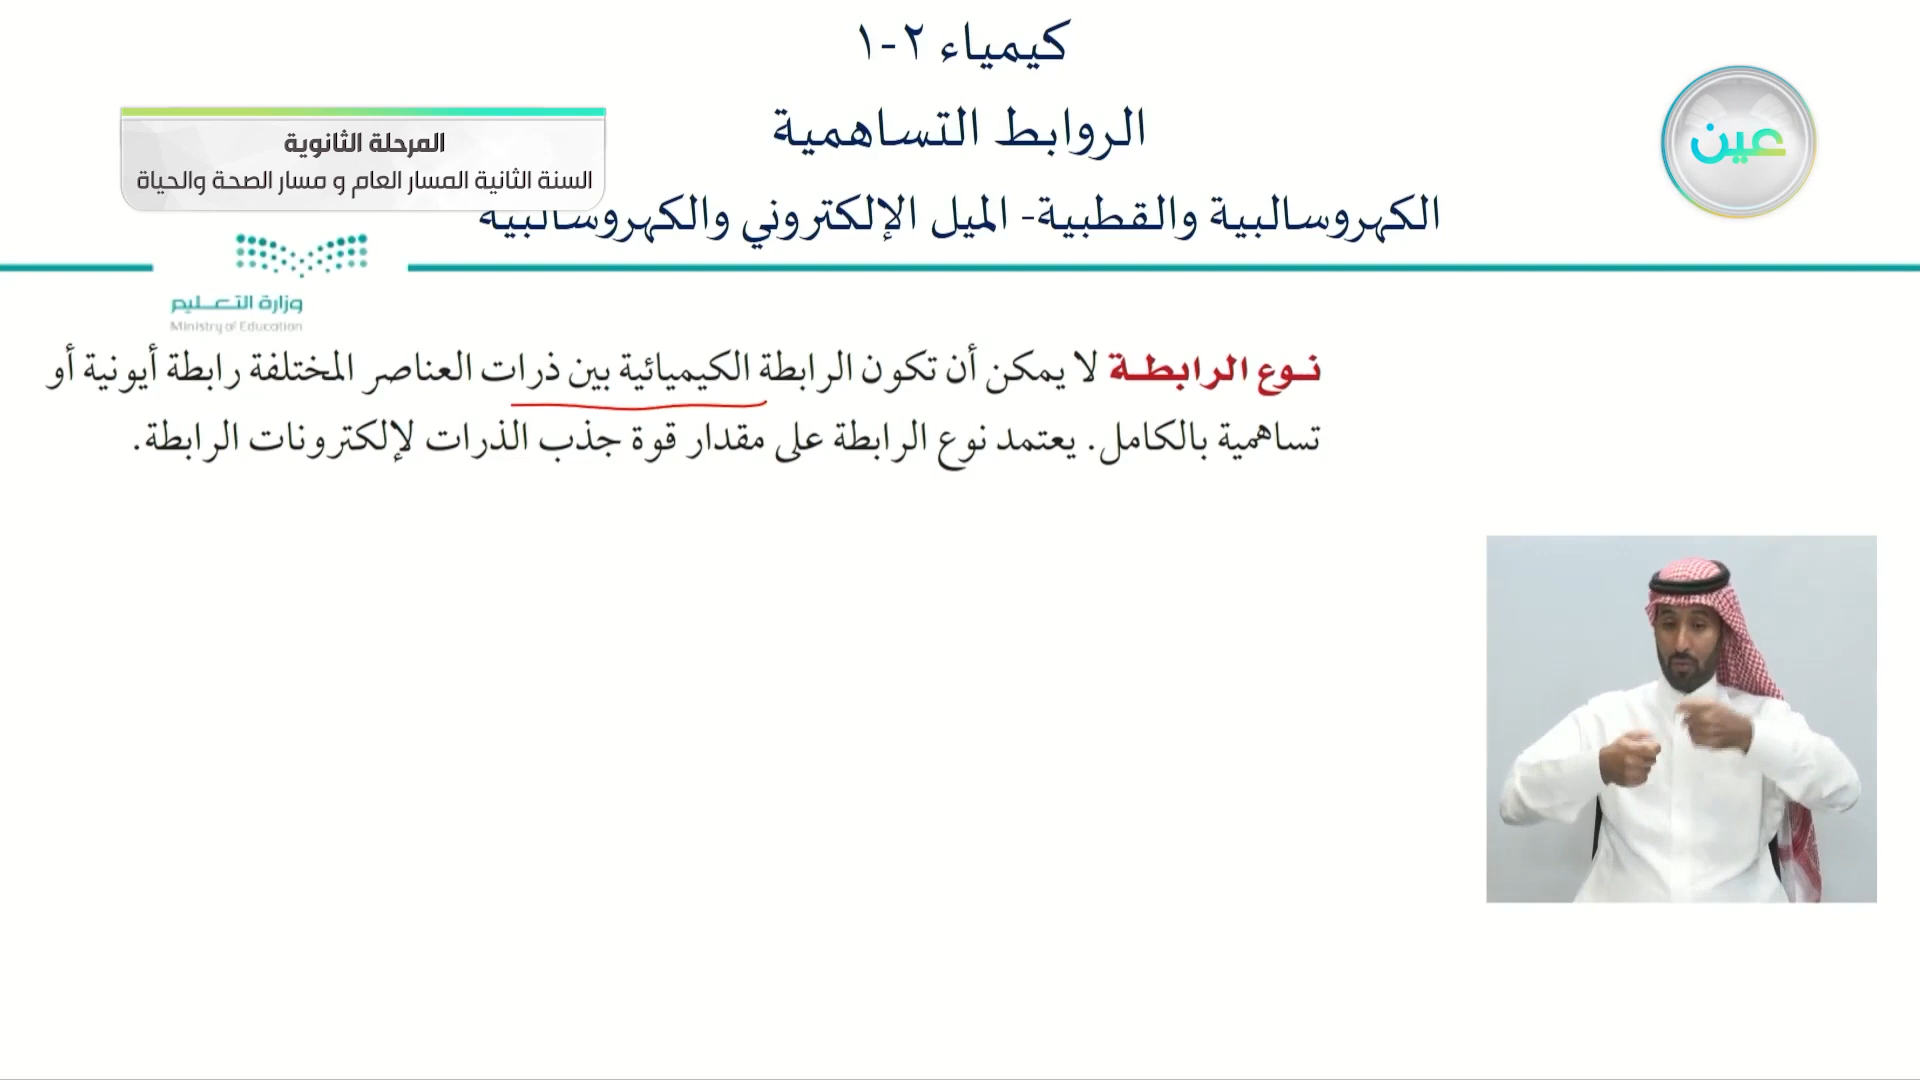 كيمياء ٢-١
الروابط التساهمية
الكهروسالبية والقطبية- الميل الإلكتروني والكهروسالبية
المرحلة الثانوية
السنة الثانية المسار العام و مسار الصحة والحياة
عين
وزارة التعليم
Ministry of Education
نوع الرابطة لا يمكن أن تكون الرابطة الكيميائية بين ذرات العناصر المختلفة رابطة أيونية أو
تساهمية بالكامل. يعتمد نوع الرابطة على مقدار قوة جذب الذرات لإلكترونات الرابطة.